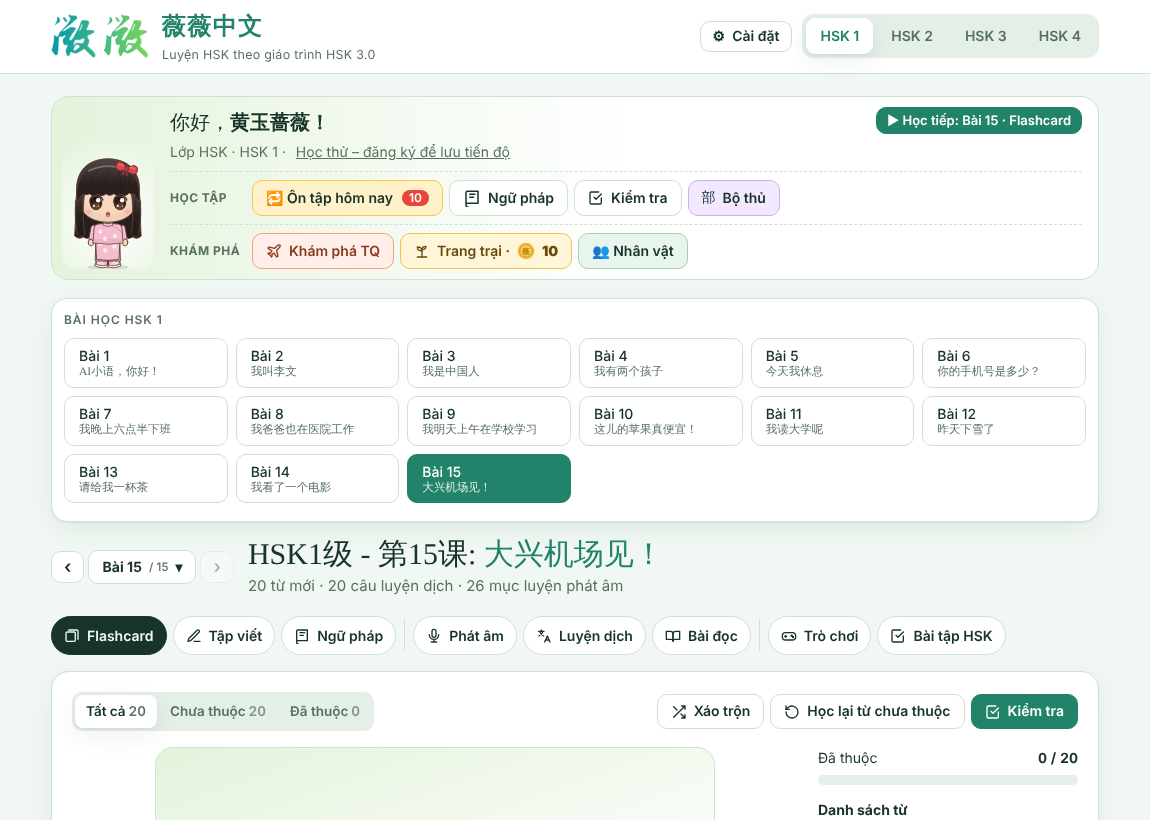 薇薇 薇薇中文
Luyện HSK theo giáo trình HSK 3.0
⚙ Cài đặt
HSK 1
HSK 2
HSK 3
HSK 4
你好，黄玉蔷薇！
▶ Học tiếp: Bài 15 · Flashcard
Lớp HSK · HSK 1 · Học thử – đăng ký để lưu tiến độ
HỌC TẬP
🔁 Ôn tập hôm nay 10
Ngữ pháp
Kiểm tra
部 Bộ thủ
KHÁM PHÁ
Khám phá TQ
Trang trại · 薇 10
👥 Nhân vật
BÀI HỌC HSK 1
Bài 1
AI小语，你好！
Bài 2
我叫李文
Bài 3
我是中国人
Bài 4
我有两个孩子
Bài 5
今天我休息
Bài 6
你的手机号是多少？
Bài 7
我晚上六点半下班
Bài 8
我爸爸也在医院工作
Bài 9
我明天上午在学校学习
Bài 10
这儿的苹果真便宜！
Bài 11
我读大学呢
Bài 12
昨天下雪了
Bài 13
请给我一杯茶
Bài 14
我看了一个电影
Bài 15
大兴机场见！
‹
Bài 15 / 15 ▾
›
HSK1级 - 第15课: 大兴机场见！
20 từ mới · 20 câu luyện dịch · 26 mục luyện phát âm
Flashcard
Tập viết
Ngữ pháp
Phát âm
Luyện dịch
Bài đọc
Trò chơi
Bài tập HSK
Tất cả 20
Chưa thuộc 20
Đã thuộc 0
Xáo trộn
Học lại từ chưa thuộc
Kiểm tra
Đã thuộc
0 / 20
Danh sách từ